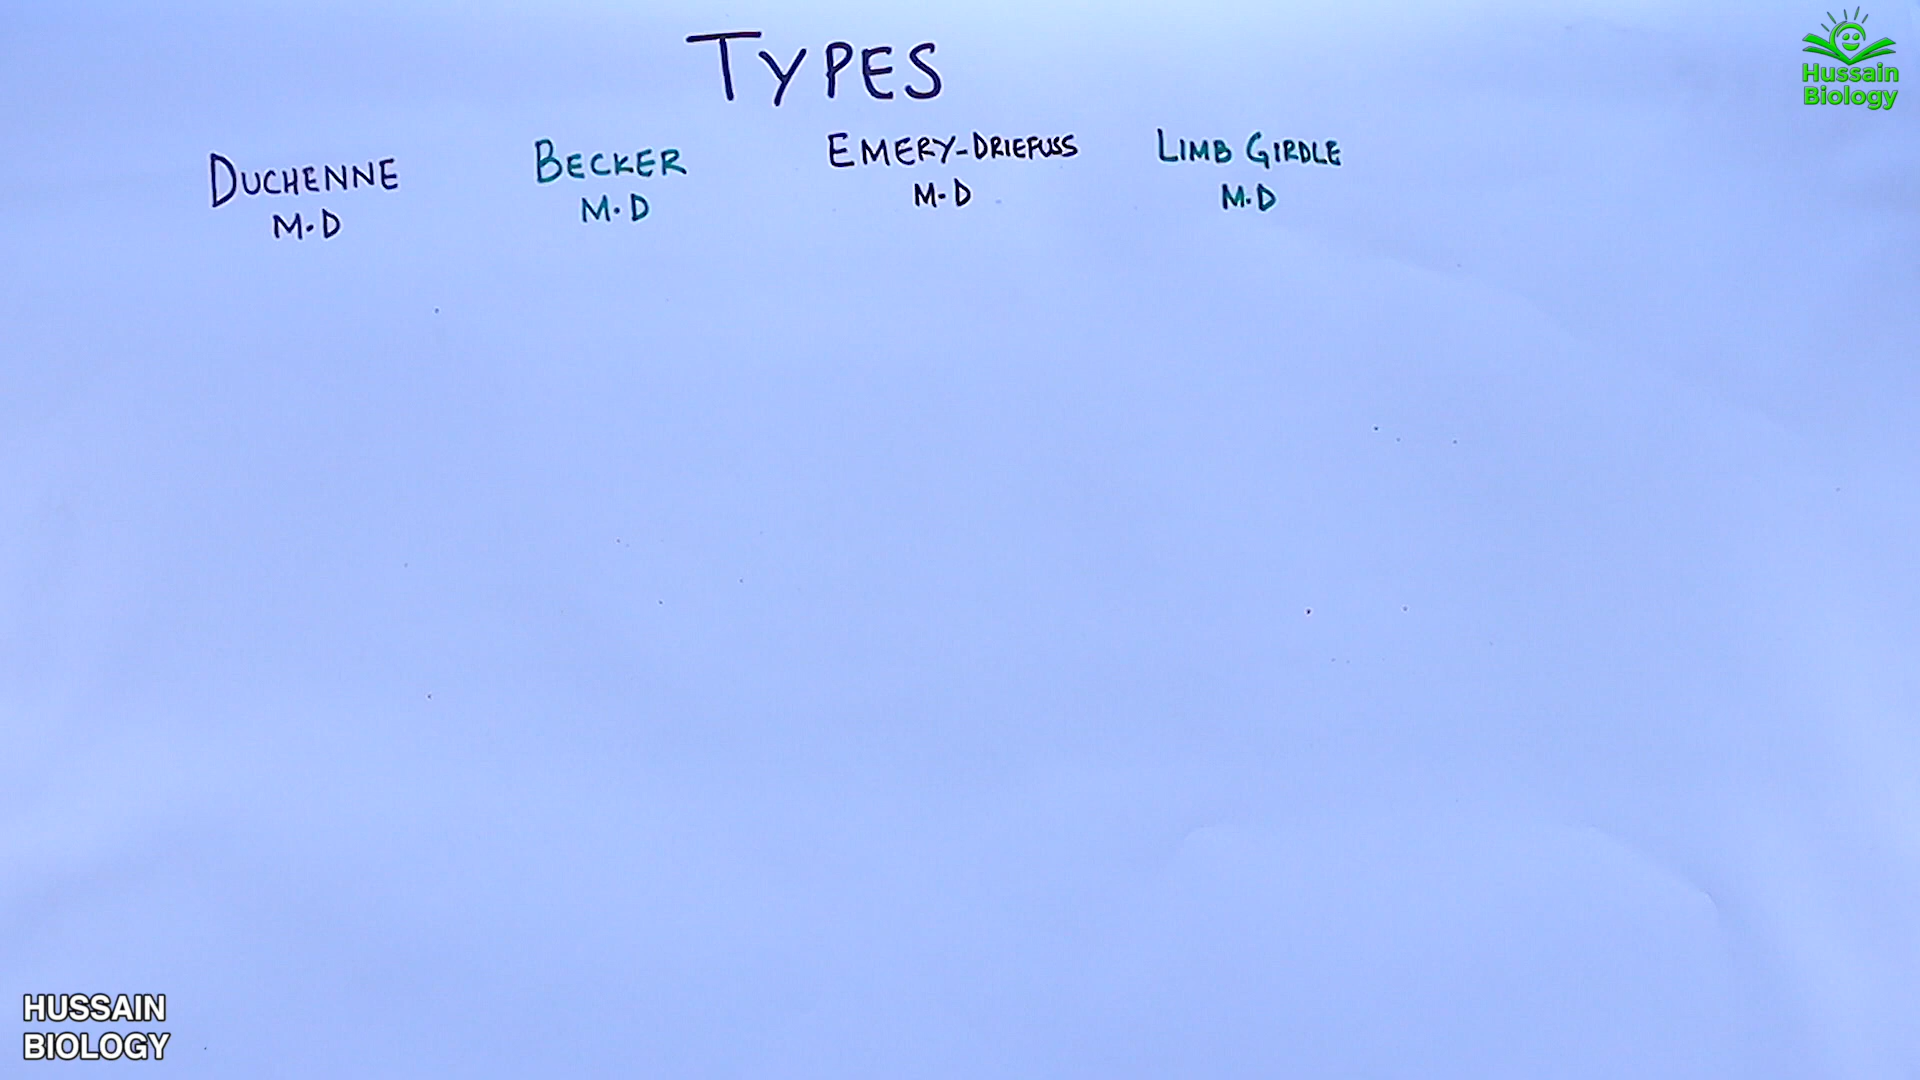 TYPES
Hussain
Biology
DUCHENNE
M.D
BECKER
M.D
EMERY-DRIEFUSS
M.D
LIMB GIRDLE
M.D
HUSSAIN
BIOLOGY